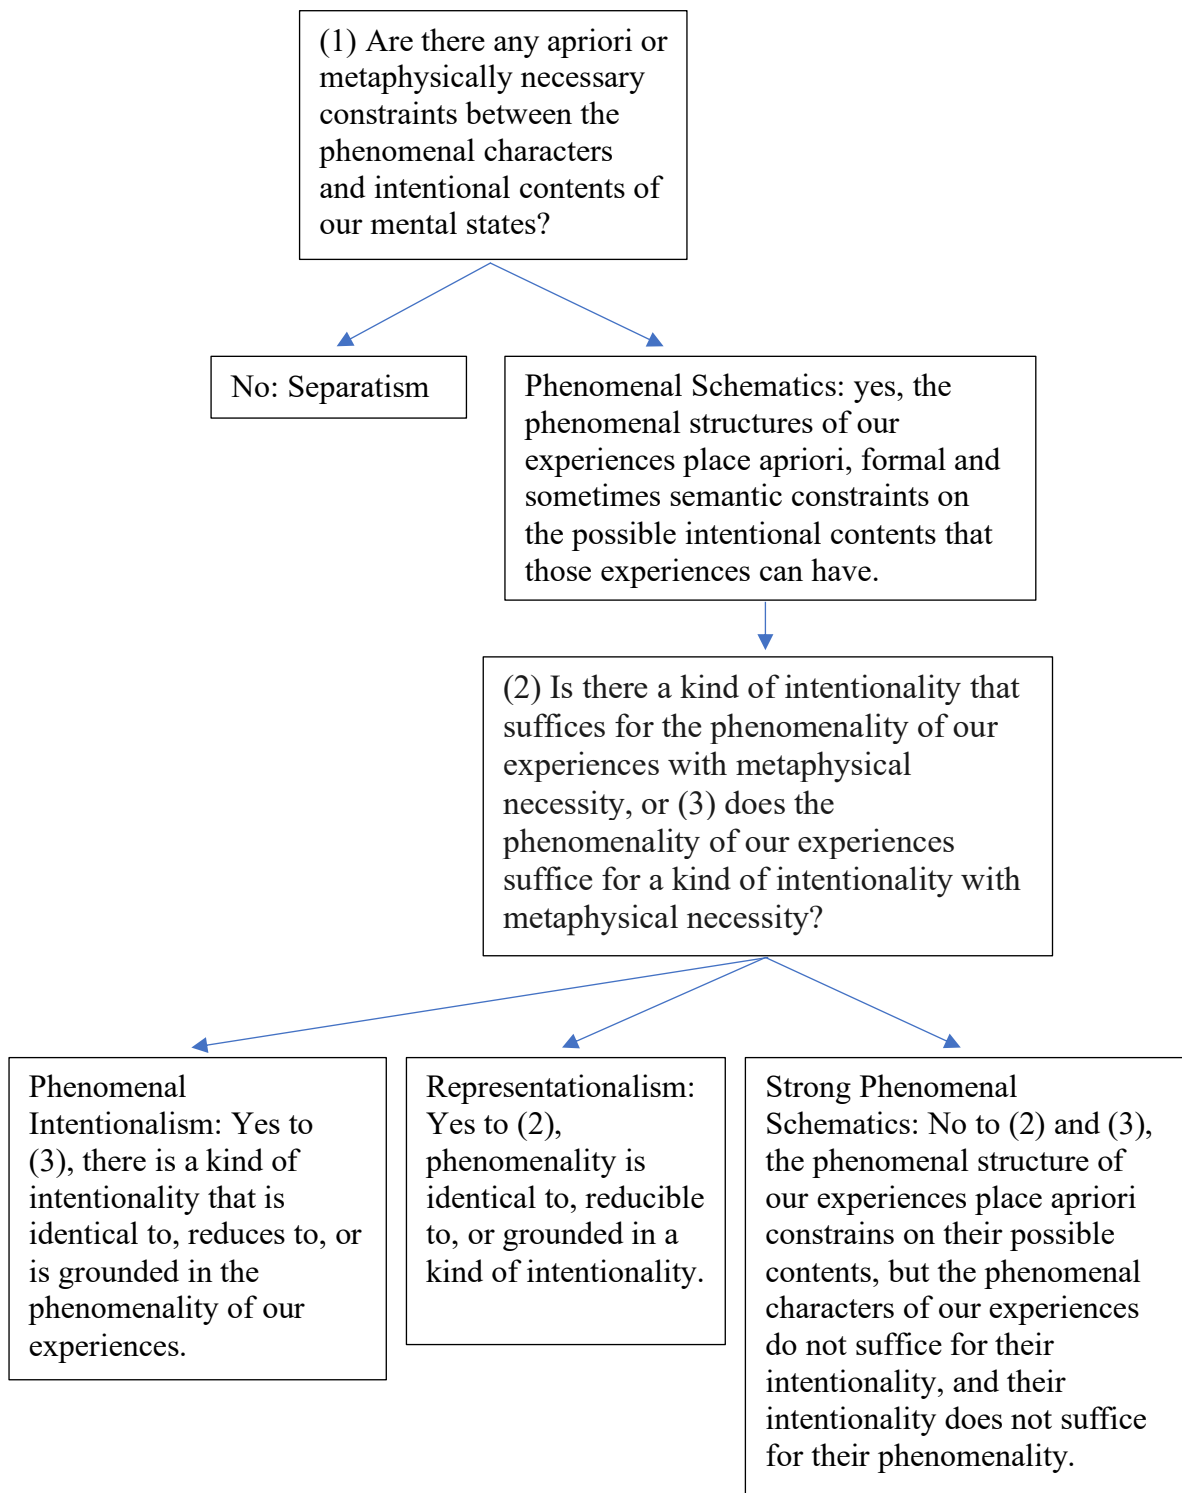 (1) Are there any apriori or
metaphysically necessary
constraints between the
phenomenal characters
and intentional contents of
our mental states?
No: Separatism
Phenomenal Schematics: yes, the
phenomenal structures of our
experiences place apriori, formal and
sometimes semantic constraints on
the possible intentional contents that
those experiences can have.
(2) Is there a kind of intentionality that
suffices for the phenomenality of our
experiences with metaphysical
necessity, or (3) does the
phenomenality of our experiences
suffice for a kind of intentionality with
metaphysical necessity?
Phenomenal
Intentionalism: Yes to
(3), there is a kind of
intentionality that is
identical to, reduces to, or
is grounded in the
phenomenality of our
experiences.
Representationalism:
Yes to (2),
phenomenality is
identical to, reducible
to, or grounded in a
kind of intentionality.
Strong Phenomenal
Schematics: No to (2) and (3),
the phenomenal structure of
our experiences place apriori
constrains on their possible
contents, but the phenomenal
characters of our experiences
do not suffice for their
intentionality, and their
intentionality does not suffice
for their phenomenality.